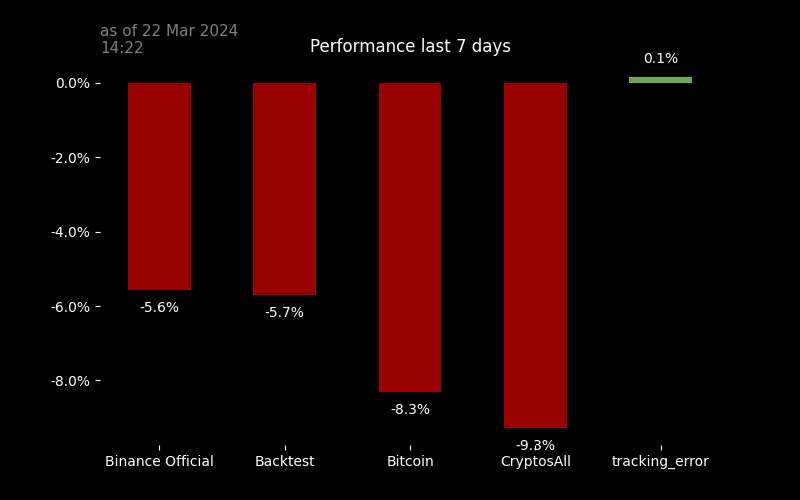 as of 22 Mar 2024
14:22
Performance last 7 days
0.1%
0.0%
-2.0%
-4.0%
-6.0%
-8.0%
-5.6%
-5.7%
-8.3%
-9.3%
Binance Official
Backtest
Bitcoin
CryptosAll
tracking_error